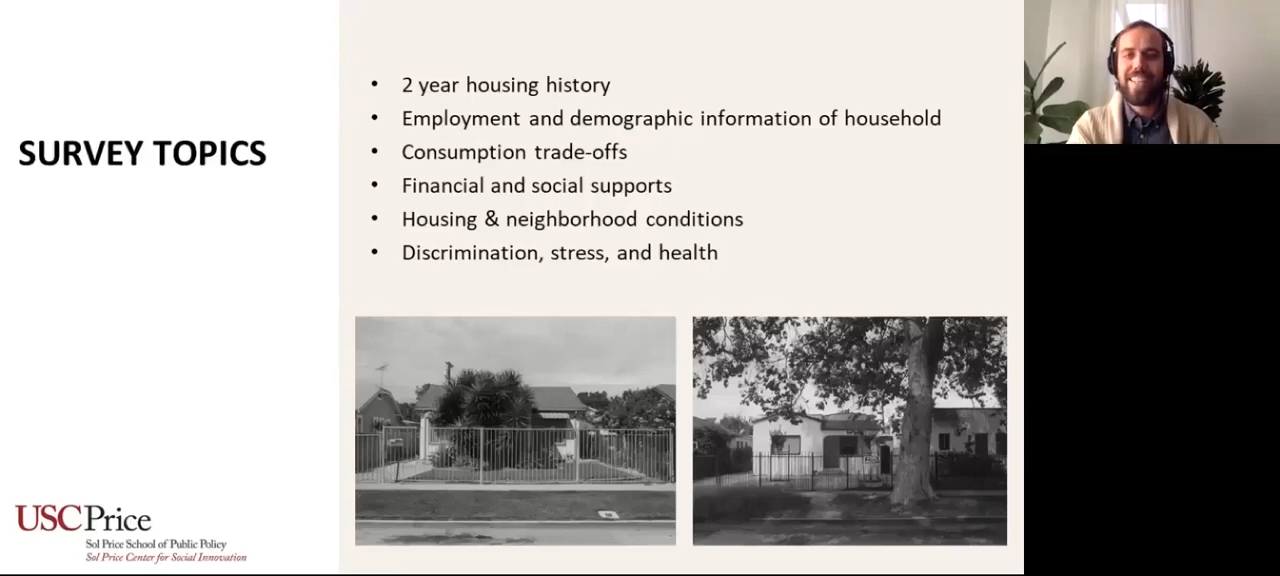 SURVEY TOPICS
• 2 year housing history
• Employment and demographic information of household
• Consumption trade-offs
• Financial and social supports
• Housing & neighborhood conditions
• Discrimination, stress, and health
USC Price
Sol Price School of Public Policy
Sol Price Center for Social Innovation